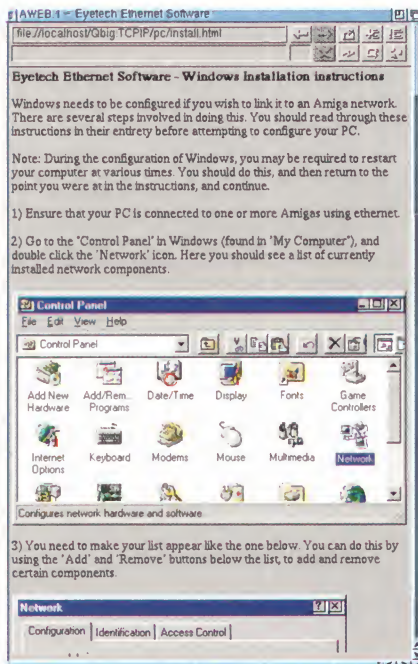 AWEB.1 - Eyetech Ethernet Software
file://localhost/Qbig TCPIP/pc/install.html
Eyetech Ethernet Software - Windows Installation instructions
Windows needs to be configured if you wish to link it to an Amiga network.
There are several steps involved in doing this. You should read through these
instructions in their entirety before attempting to configure your PC.
Note: During the configuration of Windows, you may be required to restart
your computer at various times. You should do this, and then return to the
point you were at in the instructions, and continue.
1) Ensure that your PC is connected to one or more Amigas using ethernet.
2) Go to the 'Control Panel' in Windows (found in 'My Computer'), and
double click the 'Network' icon. Here you should see a list of currently
installed network components.
Control Panel
File Edit View Help
Control Panel
Add New Hardware
Add/Rem... Programs
Date/Time
Display
Fonts
Game Controllers
Internet Options
Keyboard
Modems
Mouse
Multimedia
Network
Configures network hardware and software.
3) You need to make your list appear like the one below. You can do this by
using the 'Add' and 'Remove' buttons below the list, to add and remove
certain components.
Network
Configuration Identification Access Control